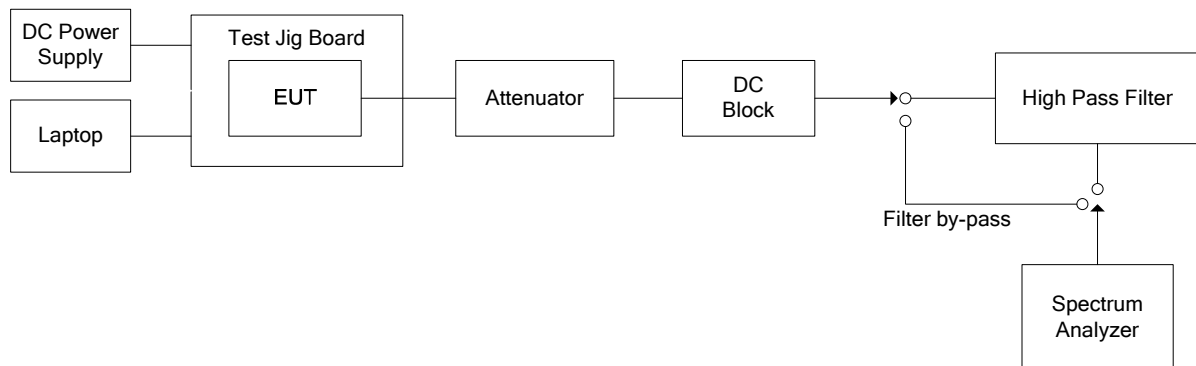 DC Power
Supply
Laptop
Test Jig Board
EUT
Attenuator
DC
Block
High Pass Filter
Filter by-pass
Spectrum
Analyzer